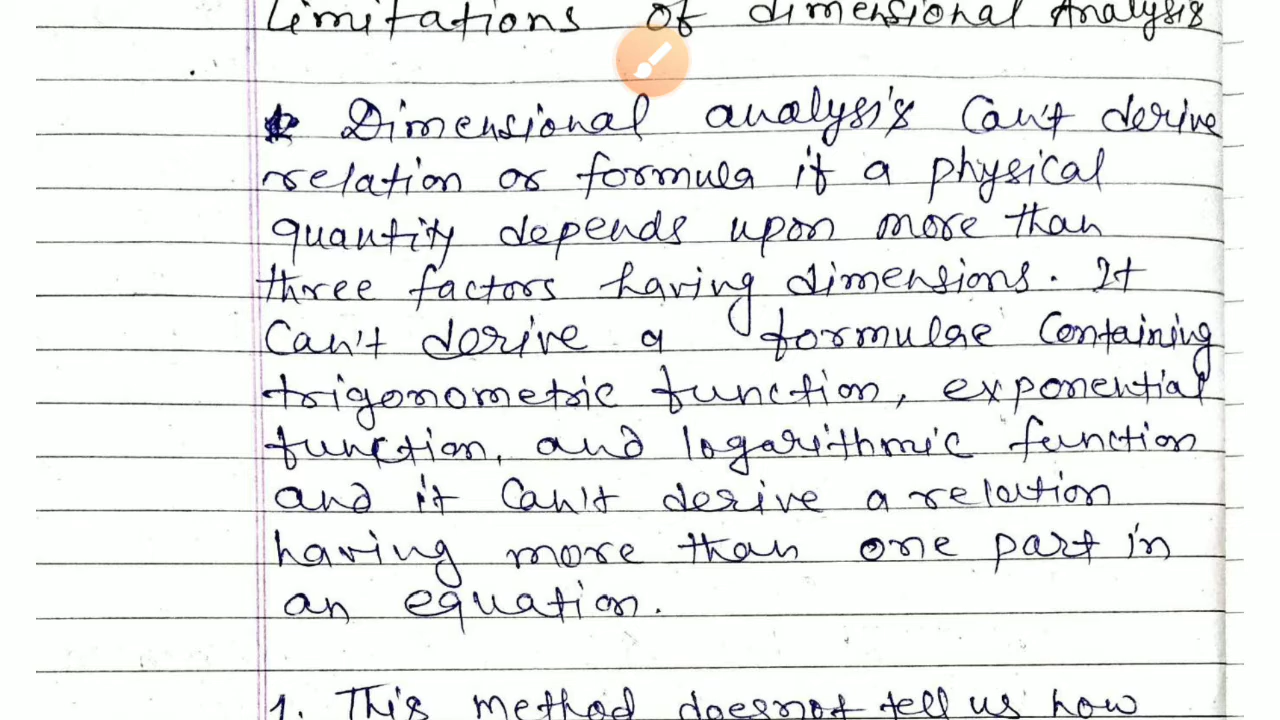 Limitations of dimensional Analysis
Dimensional analysis can't derive
relation or formula if a physical
quantity depends upon more than
three factors having dimensions. It
Can't derive a formulae Containing
trigonometric function, exponential
function, and logarithmic function
and it Can't derive a relation
having more than one part in
an equation.
1. This method doesnot tell us how